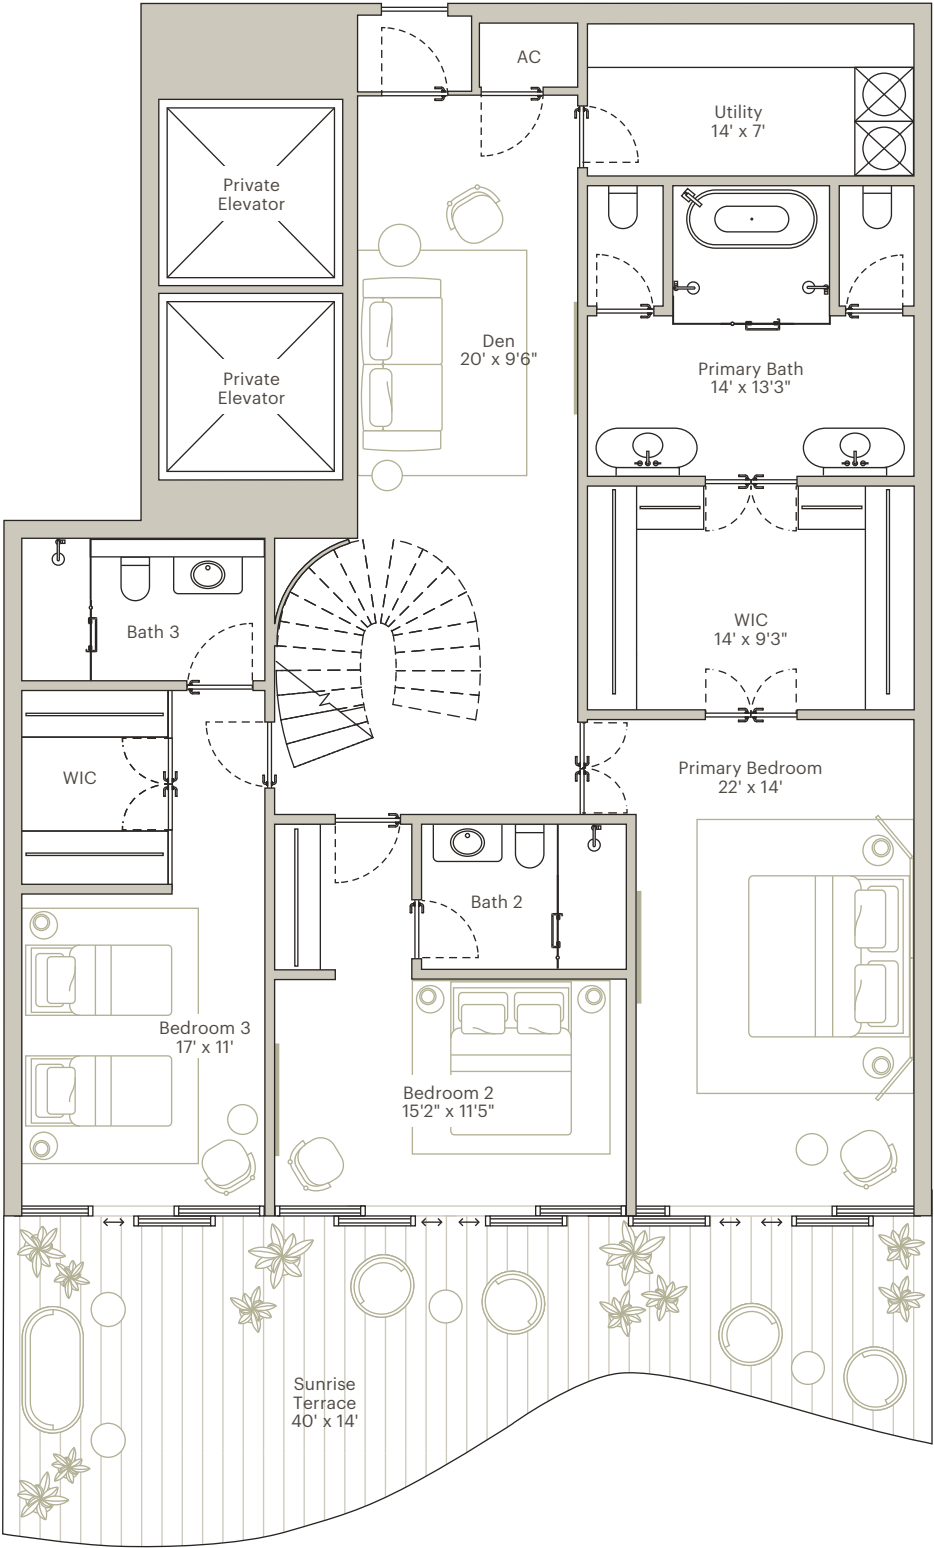 AC
Utility
14' x 7'
Private
Elevator
Private
Elevator
Den
20' x 9'6"
Primary Bath
14' x 13'3"
WIC
14' x 9'3"
Bath 3
WIC
Primary Bedroom
22' x 14'
Bath 2
Bedroom 3
17' x 11'
Bedroom 2
15'2" x 11'5"
Sunrise
Terrace
40' x 14'